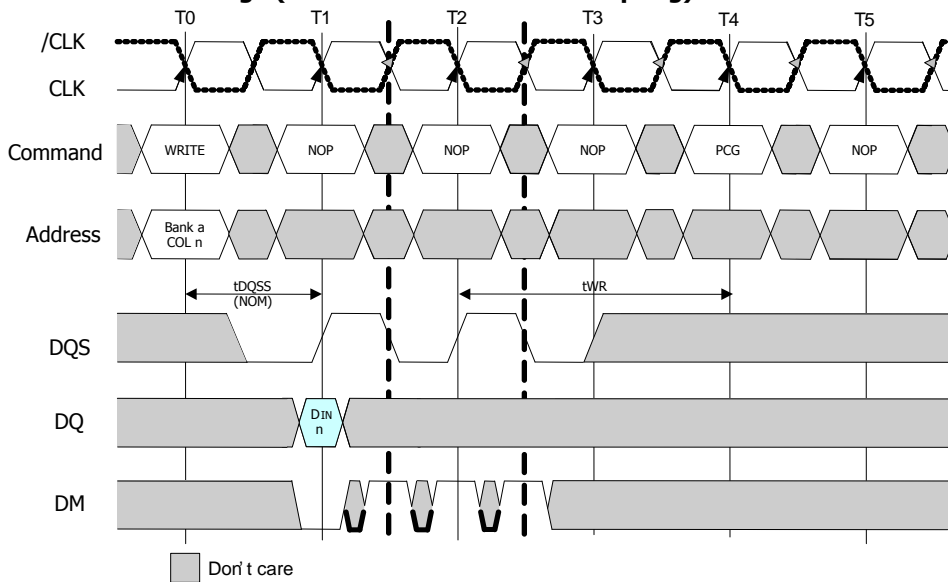 T0 T1 T2 T3 T4 T5
/CLK
CLK
Command WRITE NOP NOP NOP PCG NOP
Address Bank a
COL n
tDQSS
(NOM)
tWR
DQS
DQ DIN
n
DM
Don't care